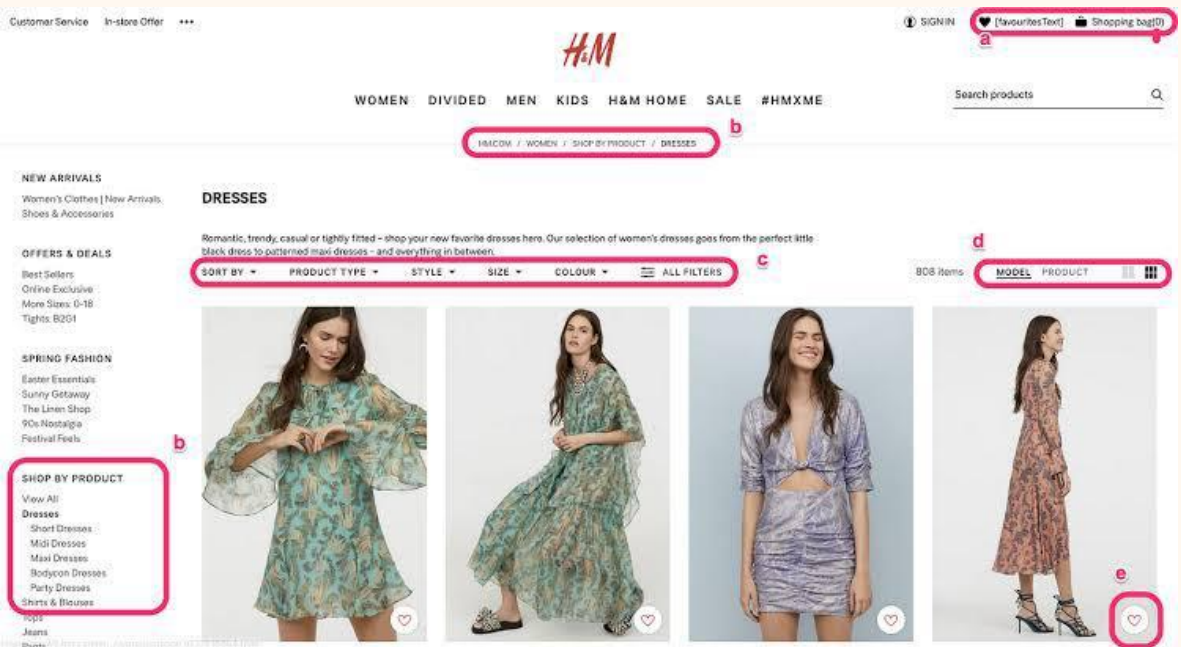 Customer Service In-store Offer •••
SIGN IN [favouritesText] Shopping bag(0)
a
H&M
WOMEN DIVIDED MEN KIDS H&M HOME SALE #HMXME
Search products
b
HM.COM / WOMEN / SHOP BY PRODUCT / DRESSES
NEW ARRIVALS
Women's Clothes | New Arrivals
Shoes & Accessories
OFFERS & DEALS
Best Sellers
Online Exclusive
More Sizes: 0-18
Tights: B2G1
SPRING FASHION
Easter Essentials
Sunny Getaway
The Linen Shop
90s Nostalgia
Festival Feels
b
SHOP BY PRODUCT
View All
Dresses
Short Dresses
Midi Dresses
Maxi Dresses
Bodycon Dresses
Party Dresses
Shirts & Blouses
Tops
Jeans
Pants
DRESSES
Romantic, trendy, casual or tightly fitted – shop your new favorite dresses here. Our selection of women's dresses goes from the perfect little
black dress to patterned maxi dresses – and everything in between.
c
SORT BY PRODUCT TYPE STYLE SIZE COLOUR ALL FILTERS
d
808 items MODEL PRODUCT
e